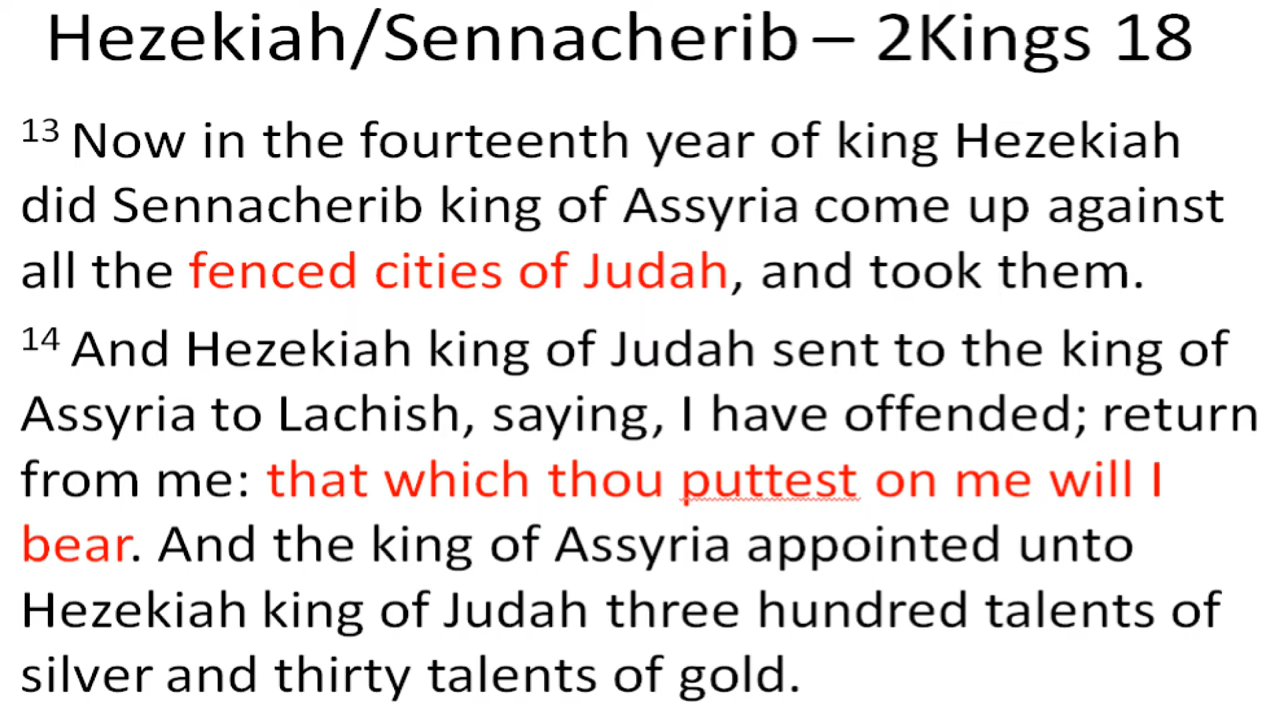 Hezekiah/Sennacherib – 2Kings 18
13 Now in the fourteenth year of king Hezekiah
did Sennacherib king of Assyria come up against
all the fenced cities of Judah, and took them.
14 And Hezekiah king of Judah sent to the king of
Assyria to Lachish, saying, I have offended; return
from me: that which thou puttest on me will I
bear. And the king of Assyria appointed unto
Hezekiah king of Judah three hundred talents of
silver and thirty talents of gold.